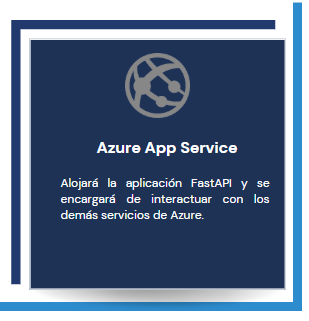 Azure App Service
Alojará la aplicación FastAPI y se
encargará de interactuar con los
demás servicios de Azure.